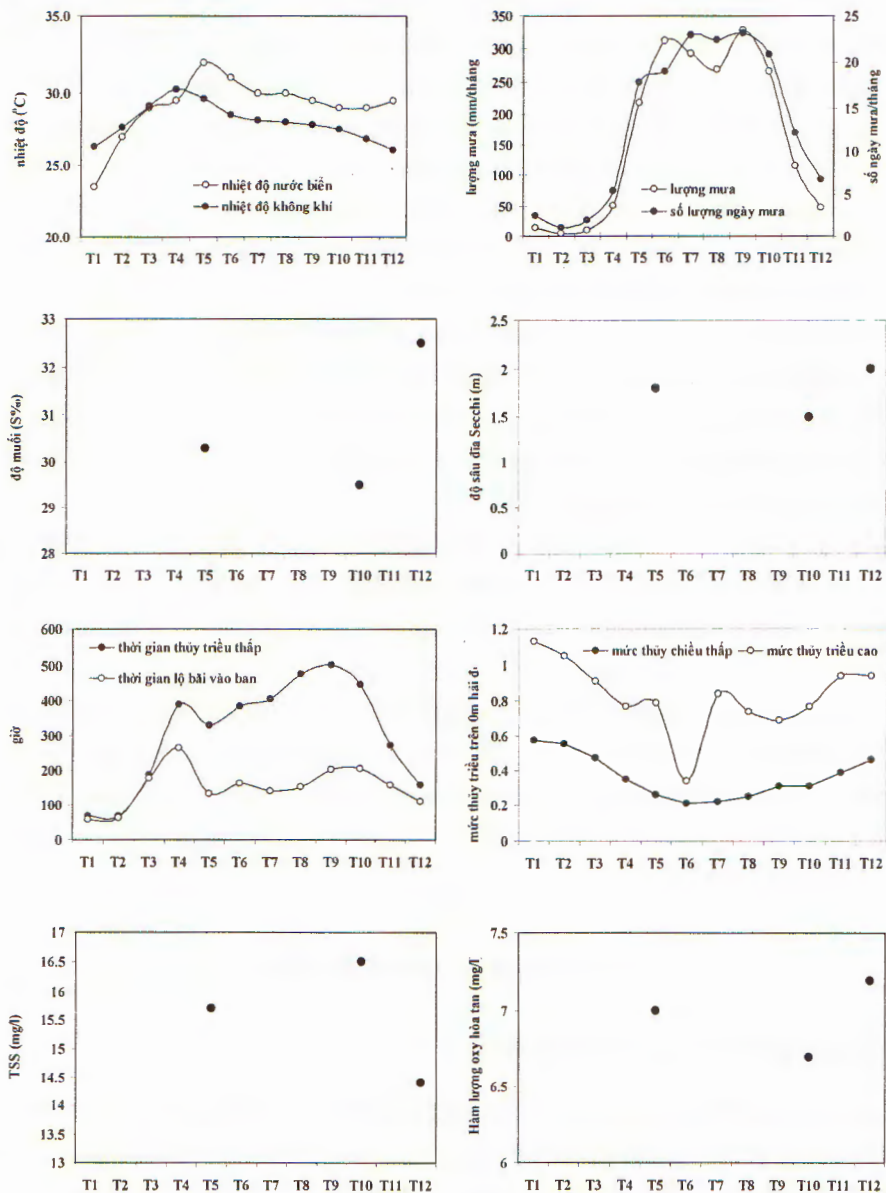 35.0
30.0
25.0
20.0
nhiệt độ (°C)
nhiệt độ nước biển
nhiệt độ không khí
T1 T2 T3 T4 T5 T6 T7 T8 T9 T10 T11 T12
350
300
250
200
150
100
50
0
lượng mưa (mm/tháng)
25
20
15
10
5
0
số ngày mưa/tháng
lượng mưa
số lượng ngày mưa
T1 T2 T3 T4 T5 T6 T7 T8 T9 T10 T11 T12
33
32
31
30
29
28
độ muối (S‰)
T1 T2 T3 T4 T5 T6 T7 T8 T9 T10 T11 T12
2.5
2
1.5
1
0.5
0
độ sâu đĩa Secchi (m)
T1 T2 T3 T4 T5 T6 T7 T8 T9 T10 T11 T12
600
500
400
300
200
100
0
giờ
thời gian thủy triều thấp
thời gian lộ bãi vào ban
T1 T2 T3 T4 T5 T6 T7 T8 T9 T10 T11 T12
1.2
1
0.8
0.6
0.4
0.2
0
mức thủy triều trên 0m hải đ
mức thủy chiều thấp
mức thủy triều cao
T1 T2 T3 T4 T5 T6 T7 T8 T9 T10 T11 T12
17
16.5
16
15.5
15
14.5
14
13.5
13
TSS (mg/l)
T1 T2 T3 T4 T5 T6 T7 T8 T9 T10 T11 T12
7.5
7
6.5
6
Hàm lượng oxy hòa tan (mg/l
T1 T2 T3 T4 T5 T6 T7 T8 T9 T10 T11 T12